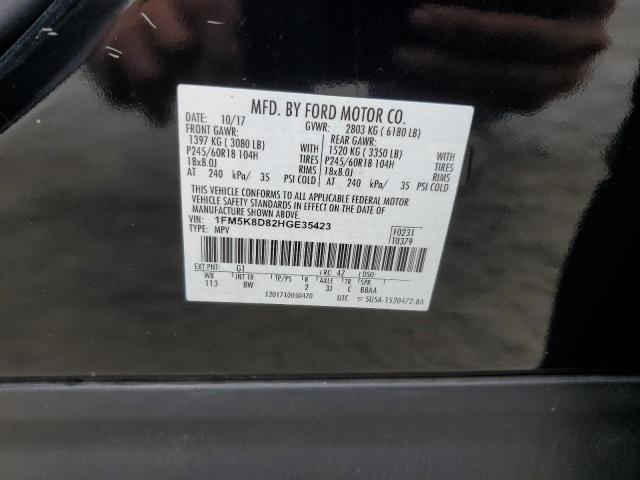 MFD. BY FORD MOTOR CO.
DATE: 10/17 GVWR: 2803 KG ( 6180 LB)
FRONT GAWR: REAR GAWR:
1397 KG ( 3080 LB) WITH 1520 KG ( 3350 LB) WITH
P245/60R18 104H TIRES P245/60R18 104H TIRES
18x8.0J RIMS 18x8.0J RIMS
AT 240 kPa/ 35 PSI COLD AT 240 kPa/ 35 PSI COLD
THIS VEHICLE CONFORMS TO ALL APPLICABLE FEDERAL MOTOR
VEHICLE SAFETY STANDARDS IN EFFECT ON THE DATE OF
MANUFACTURE SHOWN ABOVE.
VIN: 1FM5K8D82HGE35423
TYPE: MPV
F0231
T0379
EXT PNT: G1 RC: 47 DSO:
WB INT TR TP/PS R AXLE TR SPR
113 8W 2 3J C BBAA
1201710050470 UTC ▽ 5U5A-1520472-BA